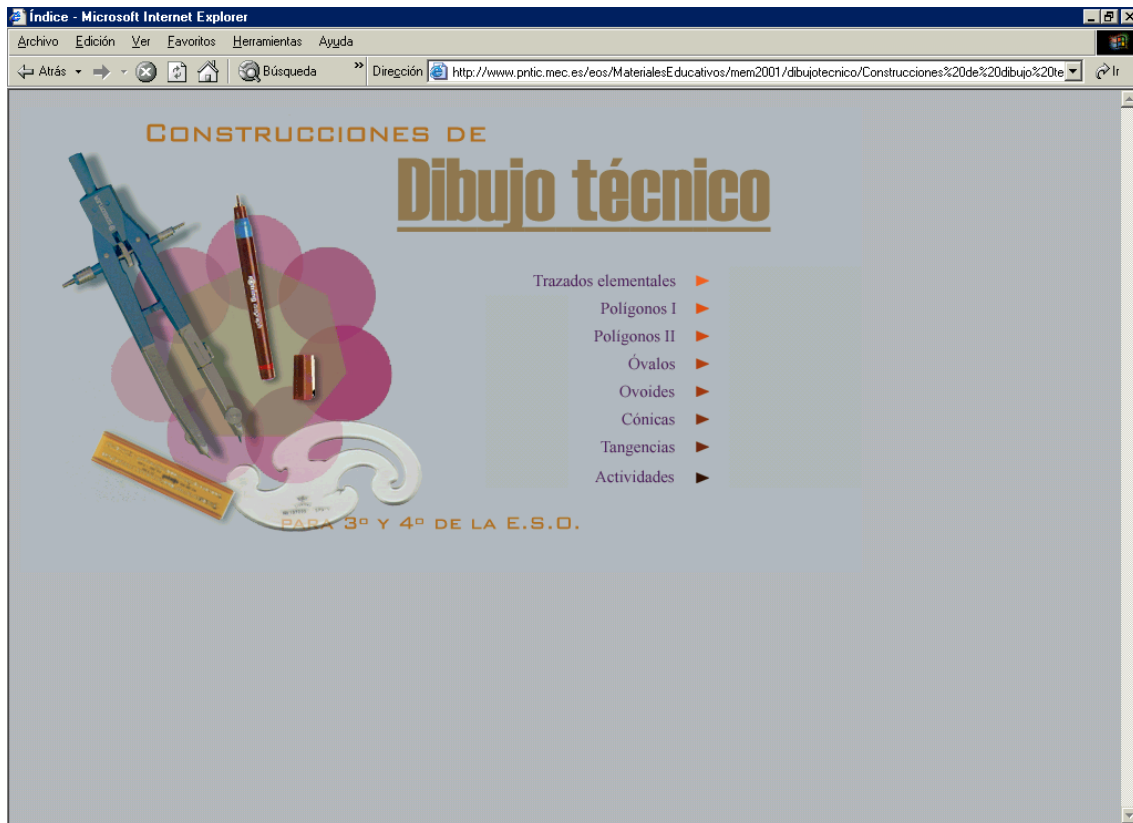 Índice - Microsoft Internet Explorer
Archivo Edición Ver Favoritos Herramientas Ayuda
Atrás Búsqueda » Dirección http://www.pntic.mec.es/eos/MaterialesEducativos/mem2001/dibujotecnico/Construcciones%20de%20dibujo%20te Ir
CONSTRUCCIONES DE
Dibujo técnico
Trazados elementales
Polígonos I
Polígonos II
Óvalos
Ovoides
Cónicas
Tangencias
Actividades
PARA 3º Y 4º DE LA E.S.O.